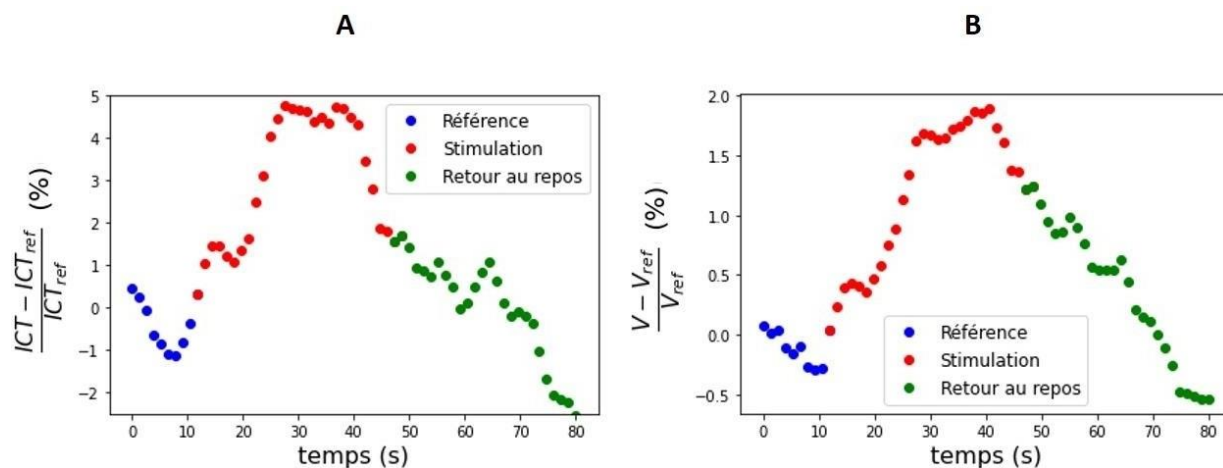 A
B
5
4
3
2
1
0
−1
−2
ICT − ICT_ref
ICT_ref
(%)
Référence
Stimulation
Retour au repos
0 10 20 30 40 50 60 70 80
temps (s)
2.0
1.5
1.0
0.5
0.0
−0.5
V − V_ref
V_ref
(%)
Référence
Stimulation
Retour au repos
0 10 20 30 40 50 60 70 80
temps (s)